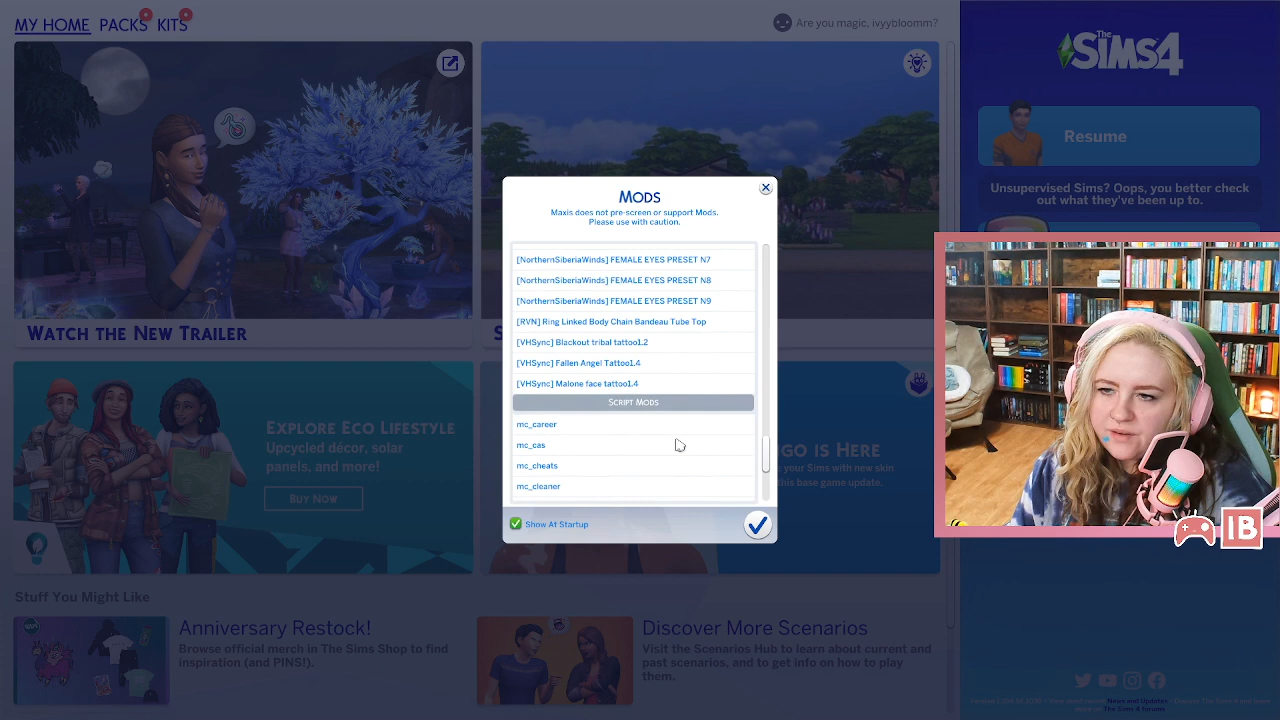 MY HOME PACKS KITS
Are you magic, ivyybloomm?
The
SiMS4
Resume
Unsupervised Sims? Oops, you better check
out what they've been up to.
WATCH THE NEW TRAILER
S
MODS
Maxis does not pre-screen or support Mods.
Please use with caution.
[NorthernSiberiaWinds] FEMALE EYES PRESET N7
[NorthernSiberiaWinds] FEMALE EYES PRESET N8
[NorthernSiberiaWinds] FEMALE EYES PRESET N9
[RVN] Ring Linked Body Chain Bandeau Tube Top
[VHSync] Blackout tribal tattoo1.2
[VHSync] Fallen Angel Tattoo1.4
[VHSync] Malone face tattoo1.4
SCRIPT MODS
mc_career
mc_cas
mc_cheats
mc_cleaner
Show At Startup
EXPLORE ECO LIFESTYLE
Upcycled décor, solar
panels, and more!
BUY NOW
GO IS HERE
your Sims with new skin
this base game update.
IB
Stuff You Might Like
Anniversary Restock!
Browse official merch in The Sims Shop to find
inspiration (and PINS!).
Discover More Scenarios
Visit the Scenarios Hub to learn about current and
past scenarios, and to get info on how to play
them.
News and Updates
The Sims 4 forums